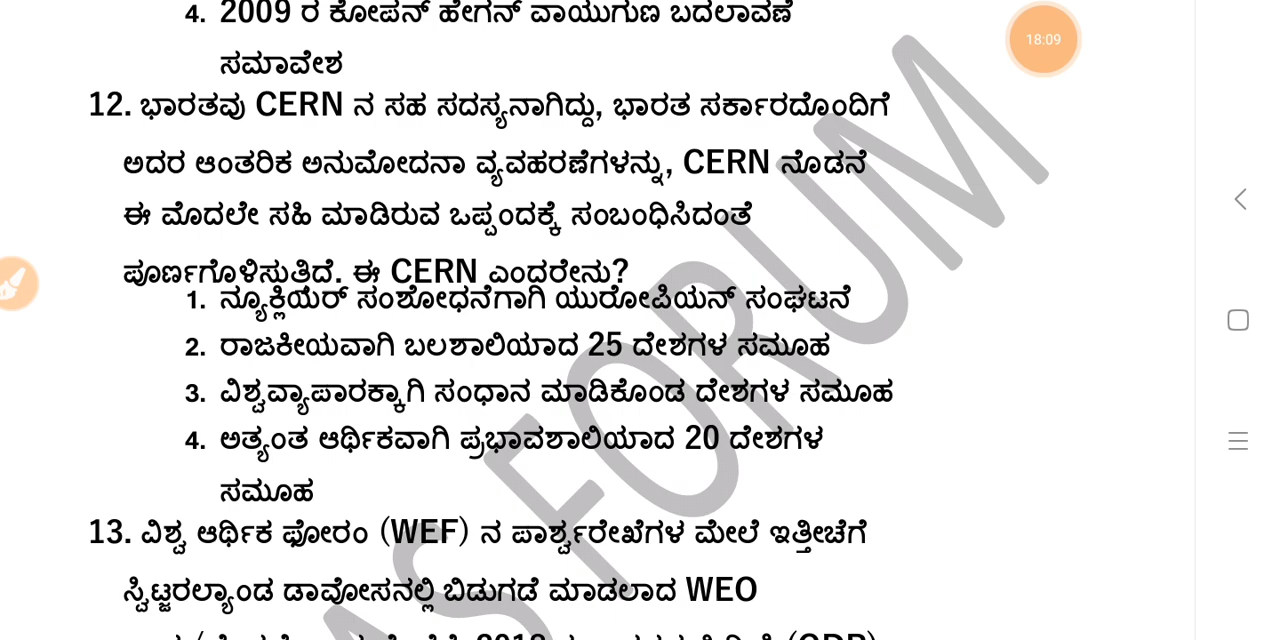 4. 2009 ರ ಕೋಪನ್ ಹೇಗನ್ ವಾಯುಗುಣ ಬದಲಾವಣೆ
ಸಮಾವೇಶ
18:09
12. ಭಾರತವು CERN ನ ಸಹ ಸದಸ್ಯನಾಗಿದ್ದು, ಭಾರತ ಸರ್ಕಾರದೊಂದಿಗೆ
ಅದರ ಆಂತರಿಕ ಅನುಮೋದನಾ ವ್ಯವಹರಣೆಗಳನ್ನು, CERN ನೊಡನೆ
ಈ ಮೊದಲೇ ಸಹಿ ಮಾಡಿರುವ ಒಪ್ಪಂದಕ್ಕೆ ಸಂಬಂಧಿಸಿದಂತೆ
ಪೂರ್ಣಗೊಳಿಸುತಿದೆ. ಈ CERN ಎಂದರೇನು?
1. ನ್ಯೂಕ್ಲಿಯೆರ್ ಸಂಶೋಧನೆಗಾಗಿ ಯುರೋಪಿಯನ್ ಸಂಘಟನೆ
2. ರಾಜಕೀಯವಾಗಿ ಬಲಶಾಲಿಯಾದ 25 ದೇಶಗಳ ಸಮೂಹ
3. ವಿಶ್ವವ್ಯಾಪಾರಕ್ಕಾಗಿ ಸಂಧಾನ ಮಾಡಿಕೊಂಡ ದೇಶಗಳ ಸಮೂಹ
4. ಅತ್ಯಂತ ಆರ್ಥಿಕವಾಗಿ ಪ್ರಭಾವಶಾಲಿಯಾದ 20 ದೇಶಗಳ
ಸಮೂಹ
13. ವಿಶ್ವ ಆರ್ಥಿಕ ಫೋರಂ (WEF) ನ ಪಾರ್ಶ್ವರೇಖೆಗಳ ಮೇಲೆ ಇತ್ತೀಚೆಗೆ
ಸ್ವಿಟ್ಜರಲ್ಯಾಂಡ ಡಾವೋಸನಲ್ಲಿ ಬಿಡುಗಡೆ ಮಾಡಲಾದ WEO
AS FORUM